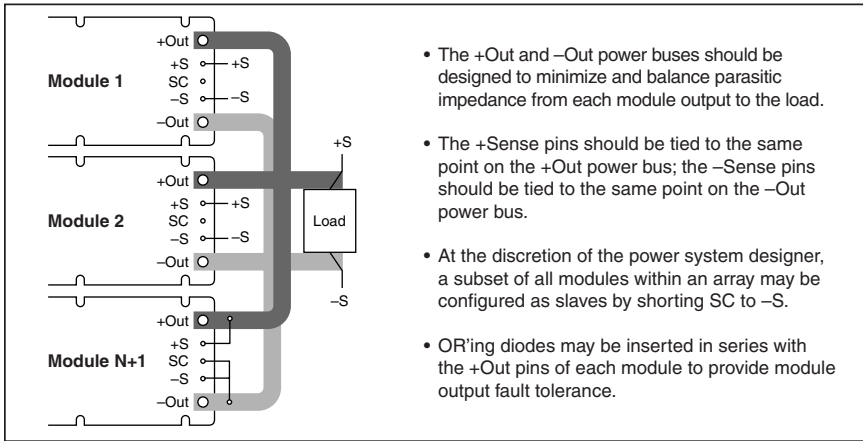 +Out
+S
+S
Module 1
SC
–S
–S
–Out
+S
+Out
+S
+S
Module 2
SC
Load
–S
–S
–Out
–S
+Out
+S
Module N+1
SC
–S
–Out
• The +Out and –Out power buses should be
designed to minimize and balance parasitic
impedance from each module output to the load.
• The +Sense pins should be tied to the same
point on the +Out power bus; the –Sense pins
should be tied to the same point on the –Out
power bus.
• At the discretion of the power system designer,
a subset of all modules within an array may be
configured as slaves by shorting SC to –S.
• OR'ing diodes may be inserted in series with
the +Out pins of each module to provide module
output fault tolerance.